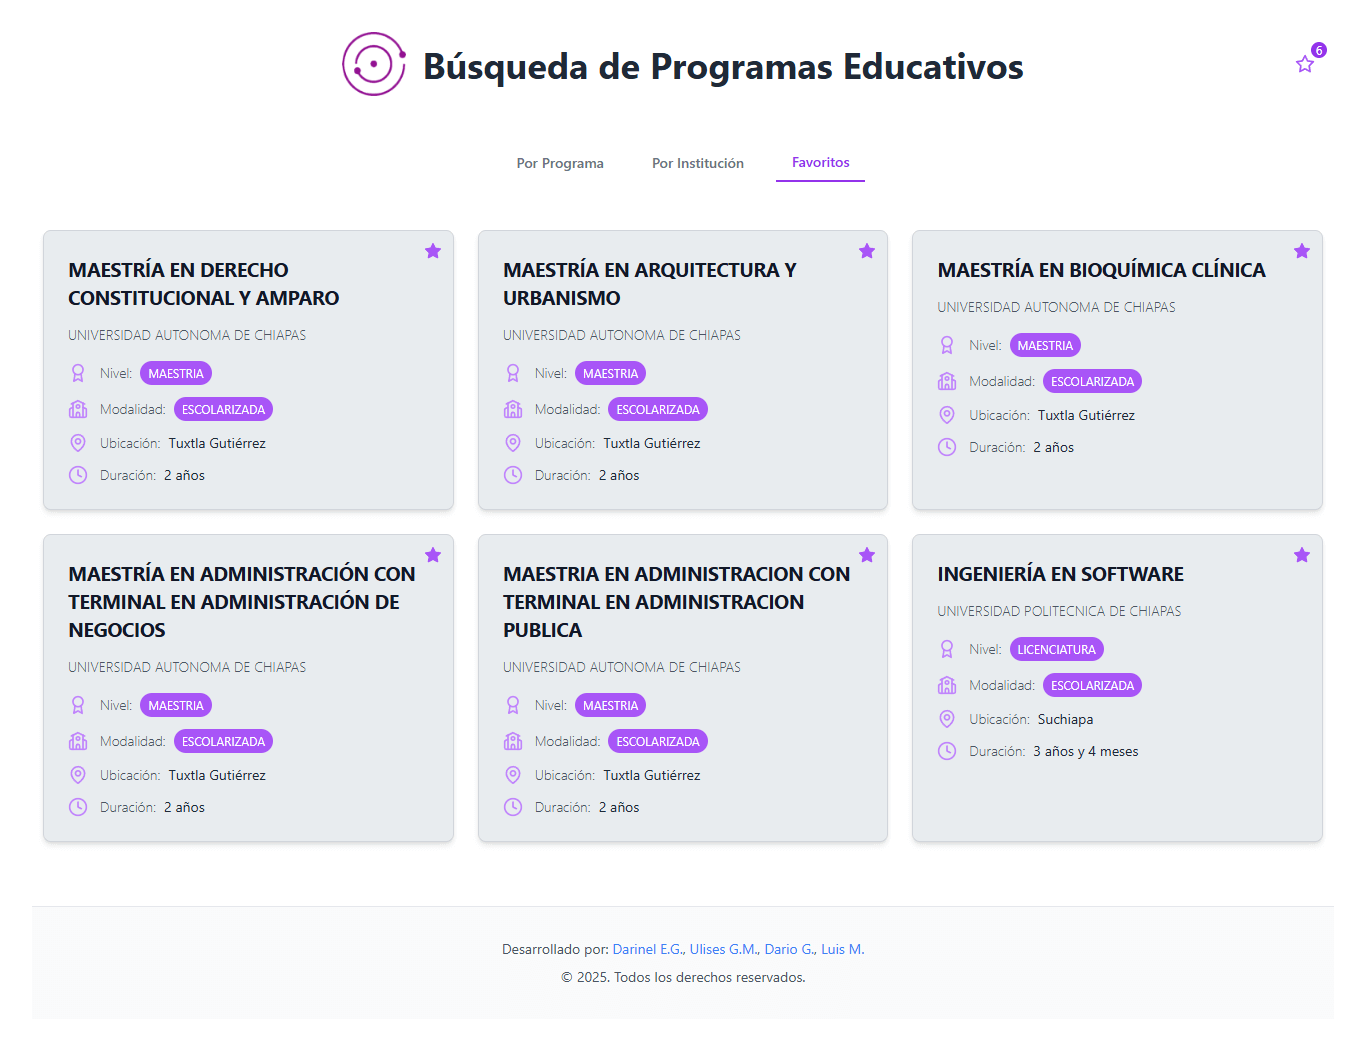 Búsqueda de Programas Educativos
6
Por Programa
Por Institución
Favoritos
MAESTRÍA EN DERECHO
CONSTITUCIONAL Y AMPARO
UNIVERSIDAD AUTONOMA DE CHIAPAS
Nivel: MAESTRIA
Modalidad: ESCOLARIZADA
Ubicación: Tuxtla Gutiérrez
Duración: 2 años
MAESTRÍA EN ARQUITECTURA Y
URBANISMO
UNIVERSIDAD AUTONOMA DE CHIAPAS
Nivel: MAESTRIA
Modalidad: ESCOLARIZADA
Ubicación: Tuxtla Gutiérrez
Duración: 2 años
MAESTRÍA EN BIOQUÍMICA CLÍNICA
UNIVERSIDAD AUTONOMA DE CHIAPAS
Nivel: MAESTRIA
Modalidad: ESCOLARIZADA
Ubicación: Tuxtla Gutiérrez
Duración: 2 años
MAESTRÍA EN ADMINISTRACIÓN CON
TERMINAL EN ADMINISTRACIÓN DE
NEGOCIOS
UNIVERSIDAD AUTONOMA DE CHIAPAS
Nivel: MAESTRIA
Modalidad: ESCOLARIZADA
Ubicación: Tuxtla Gutiérrez
Duración: 2 años
MAESTRIA EN ADMINISTRACION CON
TERMINAL EN ADMINISTRACION
PUBLICA
UNIVERSIDAD AUTONOMA DE CHIAPAS
Nivel: MAESTRIA
Modalidad: ESCOLARIZADA
Ubicación: Tuxtla Gutiérrez
Duración: 2 años
INGENIERÍA EN SOFTWARE
UNIVERSIDAD POLITECNICA DE CHIAPAS
Nivel: LICENCIATURA
Modalidad: ESCOLARIZADA
Ubicación: Suchiapa
Duración: 3 años y 4 meses
Desarrollado por: Darinel E.G., Ulises G.M., Dario G., Luis M.
© 2025. Todos los derechos reservados.